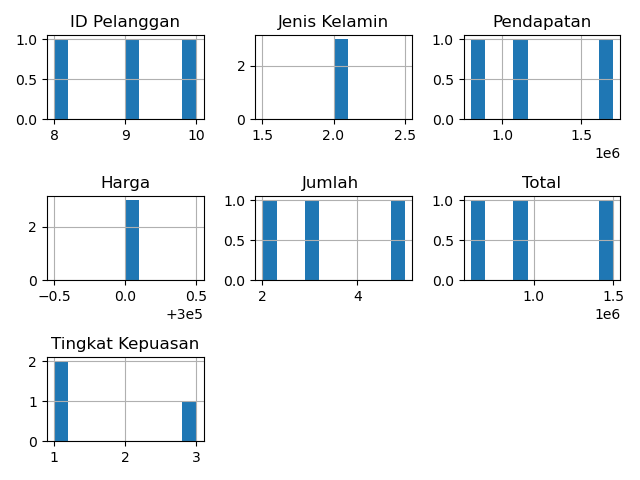 ID Pelanggan Jenis Kelamin Pendapatan
1.0 0.5 0.0 2 0 1.0 0.5 0.0
8 9 10 1.5 2.0 2.5 1.0 1.5
1e6
Harga Jumlah Total
2 0 1.0 0.5 0.0 1.0 0.5 0.0
−0.5 0.0 0.5 2 4 1.0 1.5
+3e5 1e6
Tingkat Kepuasan
2
1
0
1 2 3